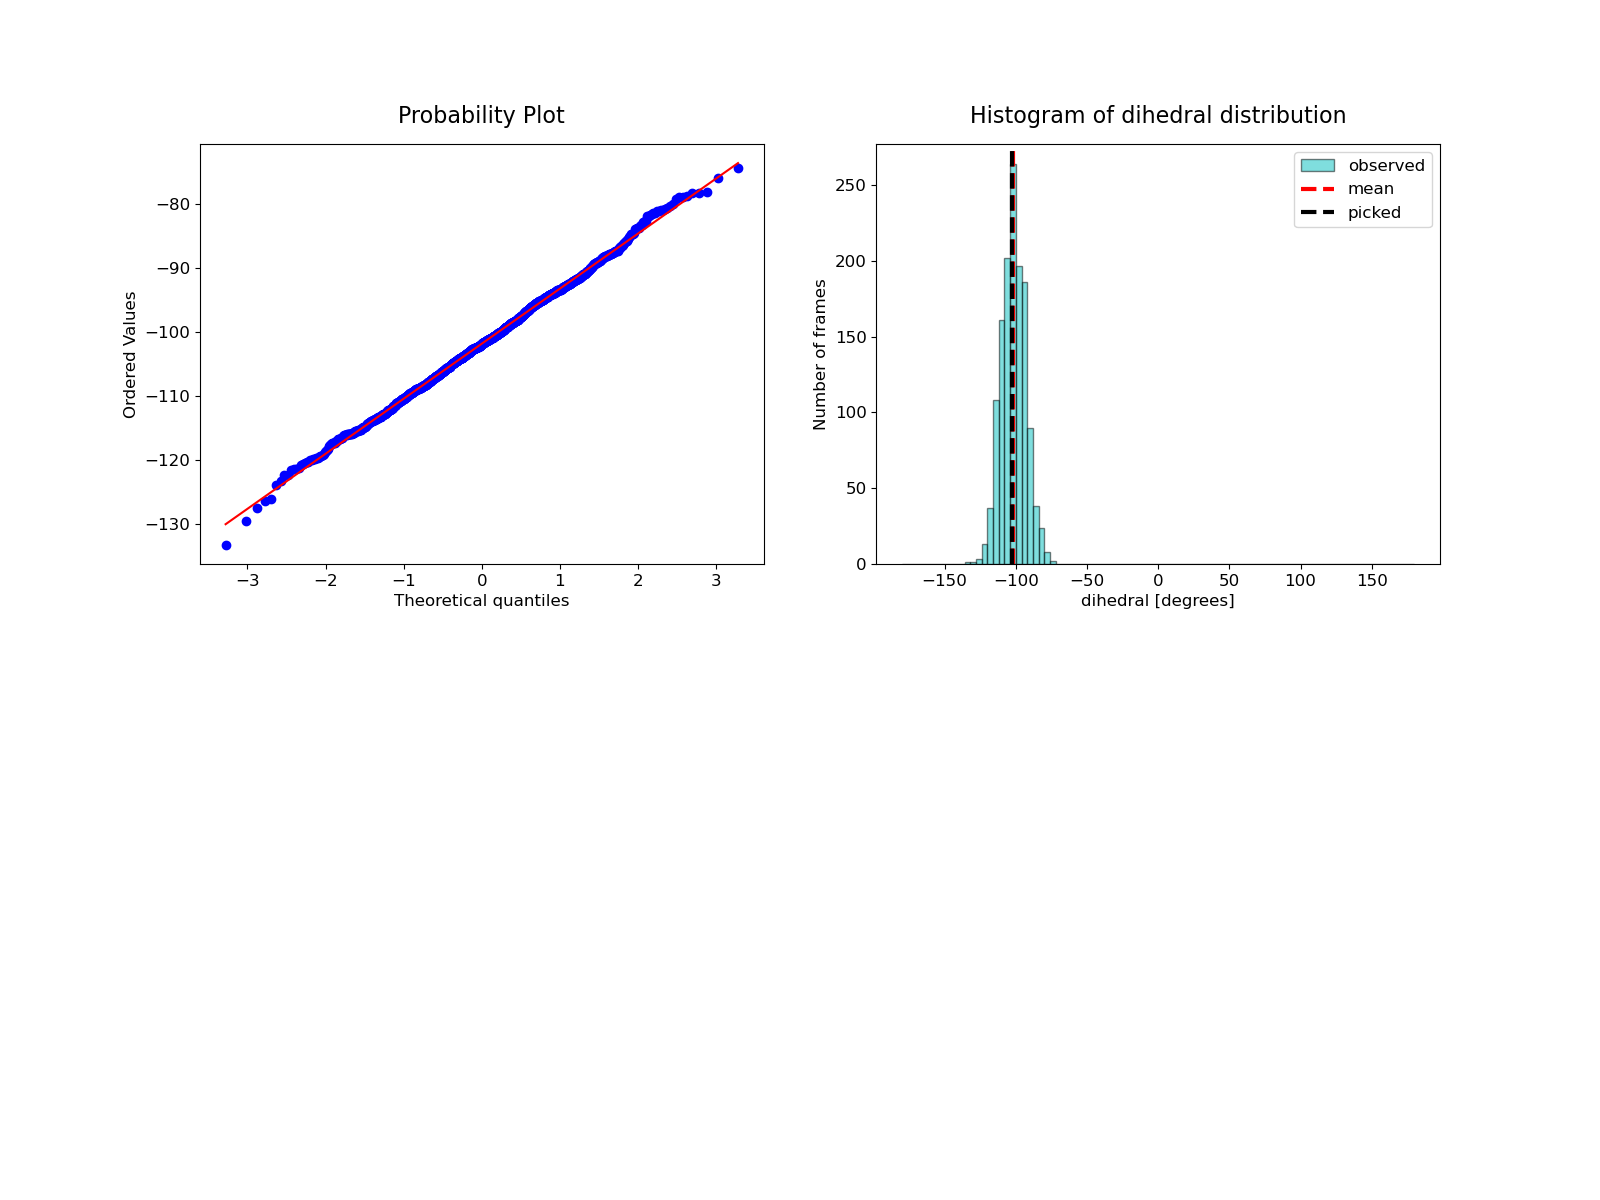 Probability Plot
Ordered Values
−80
−90
−100
−110
−120
−130
−3
−2
−1
0
1
2
3
Theoretical quantiles
Histogram of dihedral distribution
Number of frames
250
200
150
100
50
0
−150
−100
−50
0
50
100
150
dihedral [degrees]
observed
mean
picked